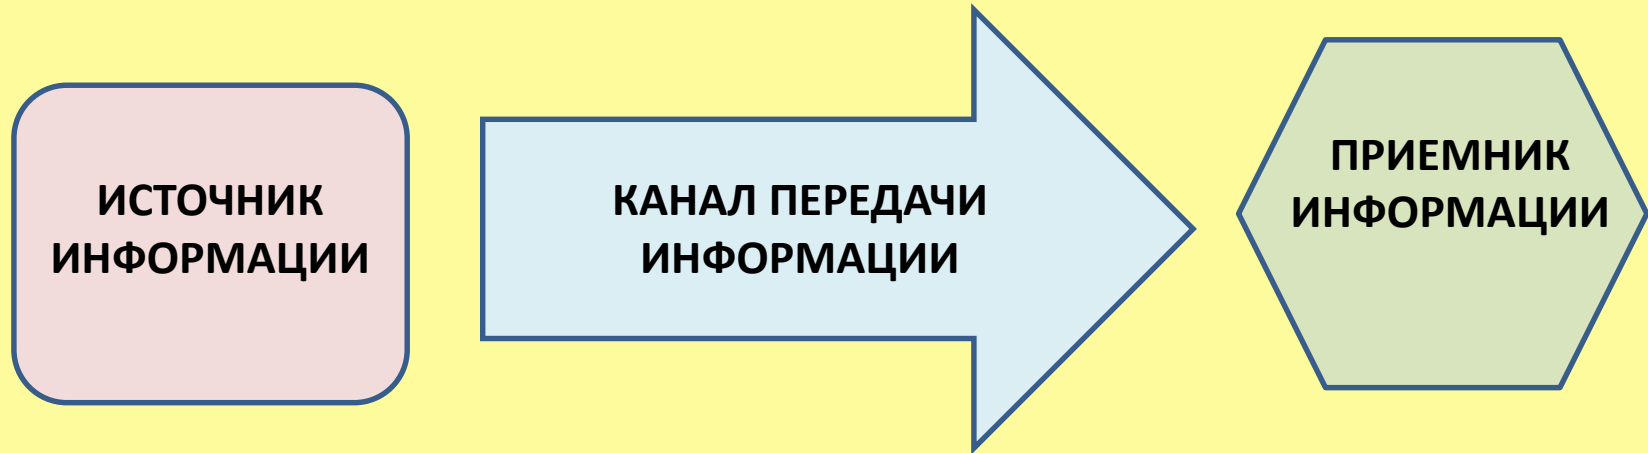 ИСТОЧНИК
ИНФОРМАЦИИ
КАНАЛ ПЕРЕДАЧИ
ИНФОРМАЦИИ
ПРИЕМНИК
ИНФОРМАЦИИ